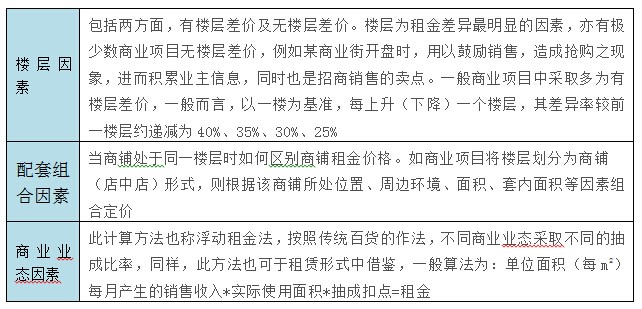 楼层因
素
包括两方面，有楼层差价及无楼层差价。楼层为租金差异最明显的因素，亦有极
少数商业项目无楼层差价，例如某商业街开盘时，用以鼓励销售，造成抢购之现
象，进而积累业主信息，同时也是招商销售的卖点。一般商业项目中采取多为有
楼层差价，一般而言，以一楼为基准，每上升（下降）一个楼层，其差异率较前
一楼层约递减为 40%、35%、30%、25%
配套组
合因素
当商铺处于同一楼层时如何区别商铺租金价格。如商业项目将楼层划分为商铺
（店中店）形式，则根据该商铺所处位置、周边环境、面积、套内面积等因素组
合定价
商业业
态因素
此计算方法也称浮动租金法，按照传统百货的作法，不同商业业态采取不同的抽
成比率，同样，此方法也可于租赁形式中借鉴，一般算法为：单位面积（每㎡）
每月产生的销售收入*实际使用面积*抽成扣点=租金